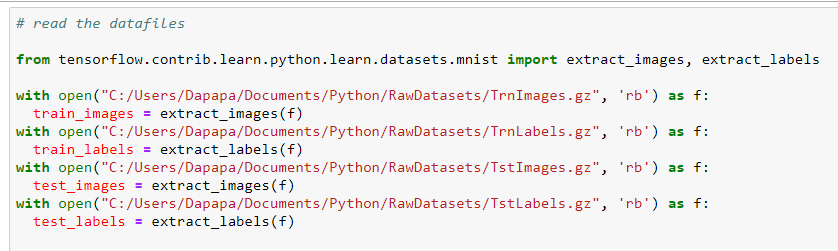 # read the datafiles
from tensorflow.contrib.learn.python.learn.datasets.mnist import extract_images, extract_labels
with open("C:/Users/Dapapa/Documents/Python/RawDatasets/TrnImages.gz", 'rb') as f:
  train_images = extract_images(f)
with open("C:/Users/Dapapa/Documents/Python/RawDatasets/TrnLabels.gz", 'rb') as f:
  train_labels = extract_labels(f)
with open("C:/Users/Dapapa/Documents/Python/RawDatasets/TstImages.gz", 'rb') as f:
  test_images = extract_images(f)
with open("C:/Users/Dapapa/Documents/Python/RawDatasets/TstLabels.gz", 'rb') as f:
  test_labels = extract_labels(f)